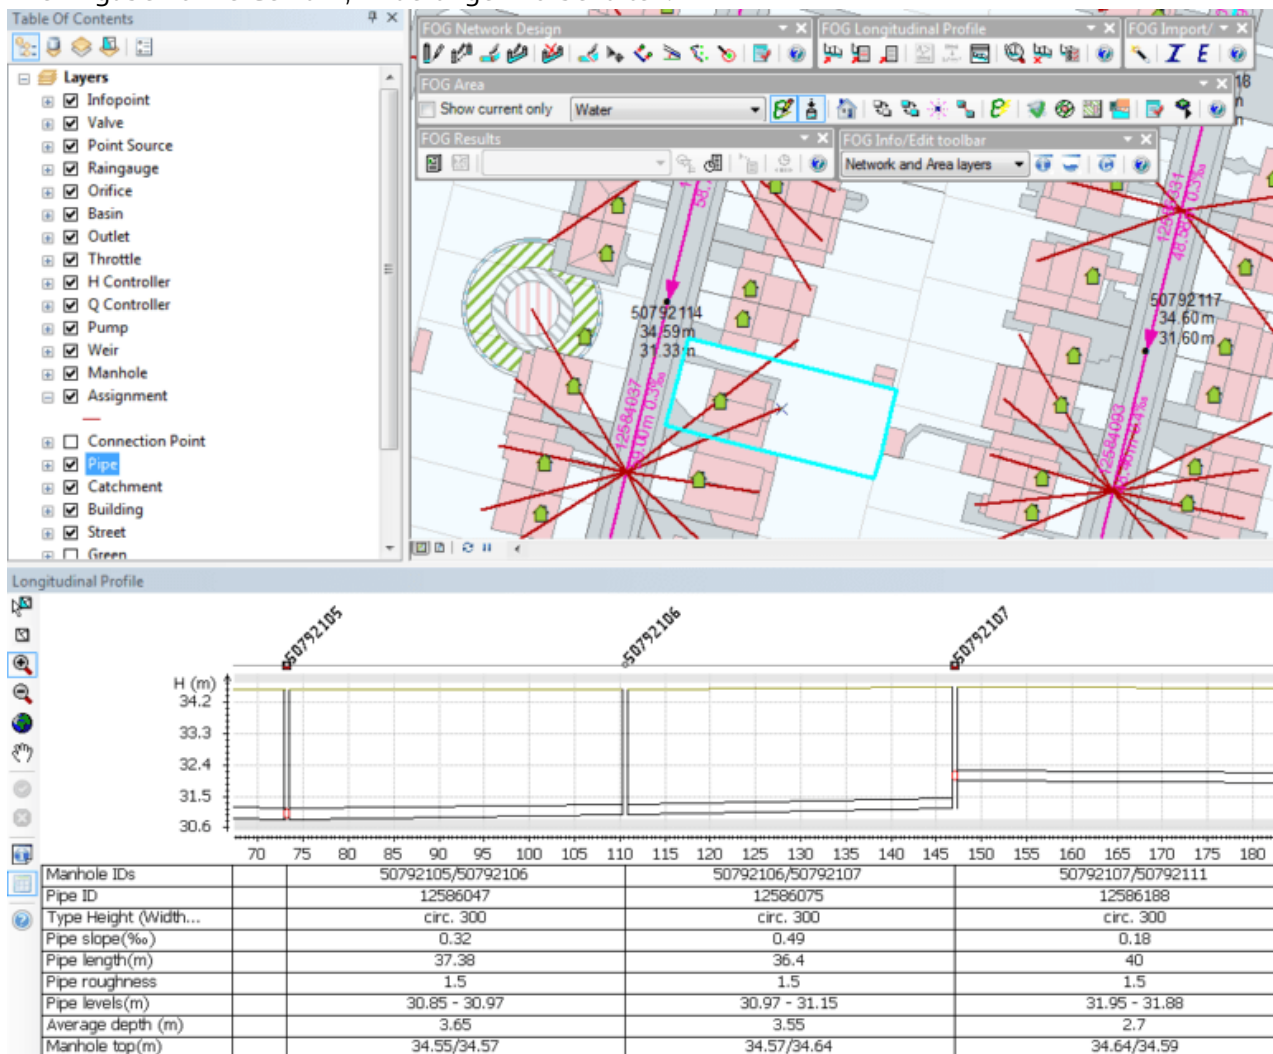 Table Of Contents
Layers
Infopoint
Valve
Point Source
Raingauge
Orifice
Basin
Outlet
Throttle
H Controller
Q Controller
Pump
Weir
Manhole
Assignment
Connection Point
Pipe
Catchment
Building
Street
Green
FOG Network Design
FOG Longitudinal Profile
FOG Import/
FOG Area
Show current only
Water
FOG Results
FOG Info/Edit toolbar
Network and Area layers
50792114
34.59m
31.33m
12584037
50792117
34.60m
31.60m
12584093
Longitudinal Profile
50792105
50792106
50792107
H (m)
34.2
33.3
32.4
31.5
30.6
70 75 80 85 90 95 100 105 110 115 120 125 130 135 140 145 150 155 160 165 170 175 180
Manhole IDs 50792105/50792106 50792106/50792107 50792107/50792111
Pipe ID 12586047 12586075 12586188
Type Height (Width... circ. 300 circ. 300 circ. 300
Pipe slope(‰) 0.32 0.49 0.18
Pipe length(m) 37.38 36.4 40
Pipe roughness 1.5 1.5 1.5
Pipe levels(m) 30.85 - 30.97 30.97 - 31.15 31.95 - 31.88
Average depth (m) 3.65 3.55 2.7
Manhole top(m) 34.55/34.57 34.57/34.64 34.64/34.59